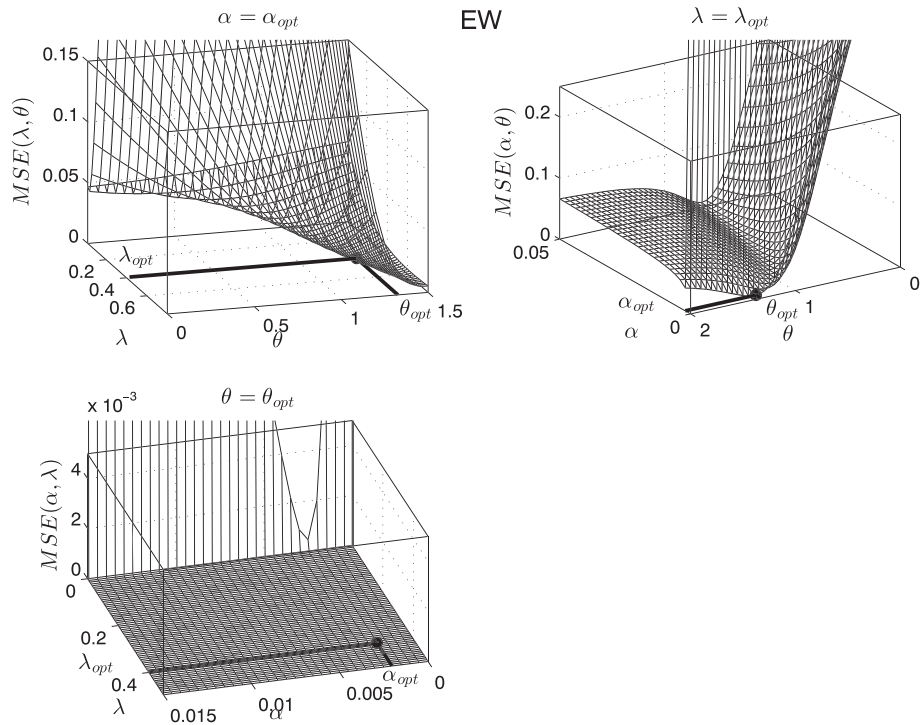 EW
α = α_opt
MSE(λ, θ)
0.15
0.1
0.05
0
0.2
0.4
0.6
λ_opt
λ
0
0.5
1
1.5
θ_opt
θ
λ = λ_opt
MSE(α, θ)
0.2
0.1
0
0.05
0
α_opt
α
2
1
0
θ_opt
θ
θ = θ_opt
x 10⁻³
MSE(α, λ)
4
2
0
0
0.2
0.4
λ_opt
λ
0.015
0.01
0.005
0
α_opt
α